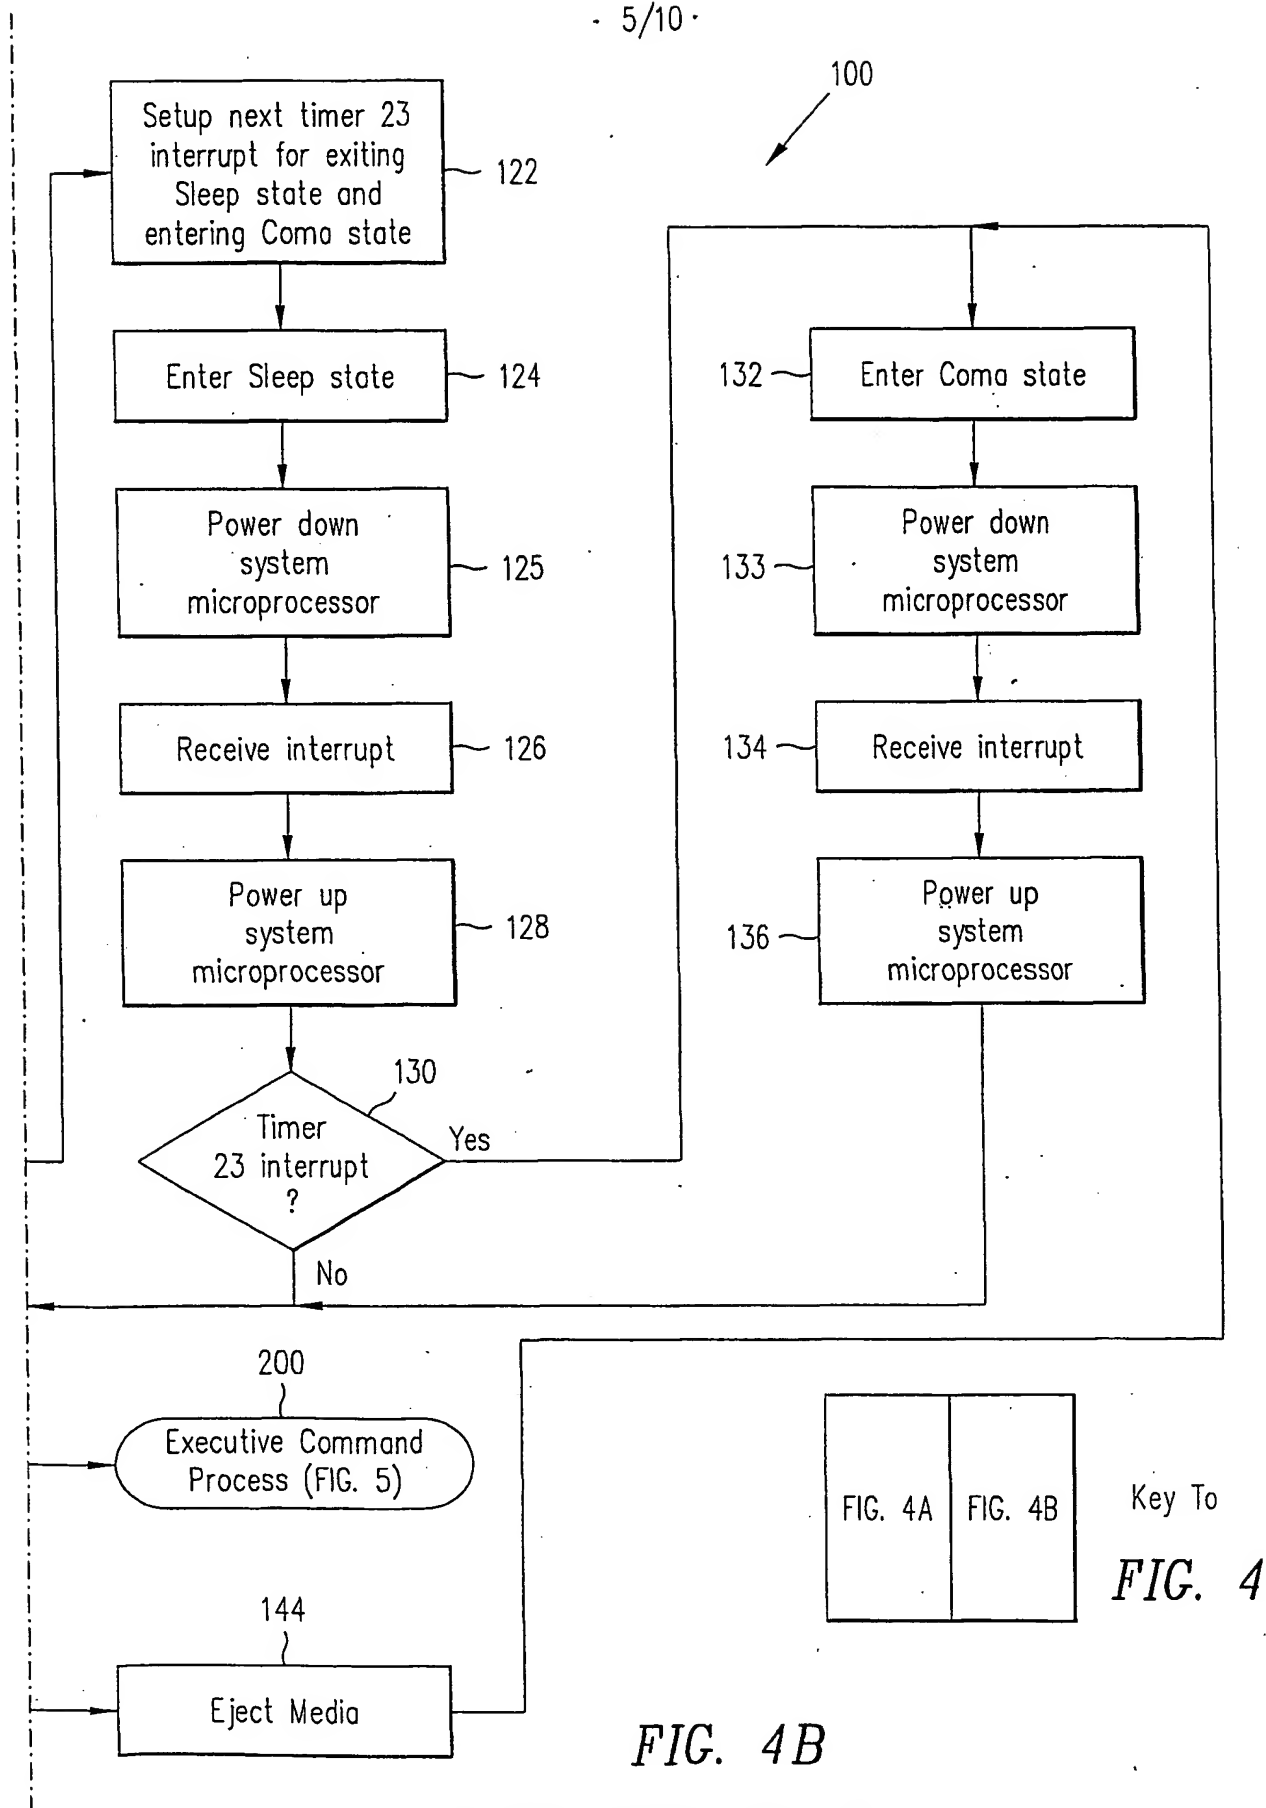 5/10
100
Setup next timer 23
interrupt for exiting
Sleep state and
entering Coma state
122
Enter Sleep state
124
Power down
system
microprocessor
125
Receive interrupt
126
Power up
system
microprocessor
128
130
Timer
23 interrupt
?
Yes
No
132
Enter Coma state
133
Power down
system
microprocessor
134
Receive interrupt
136
Power up
system
microprocessor
200
Executive Command
Process (FIG. 5)
144
Eject Media
FIG. 4A
FIG. 4B
Key To
FIG. 4
FIG. 4B